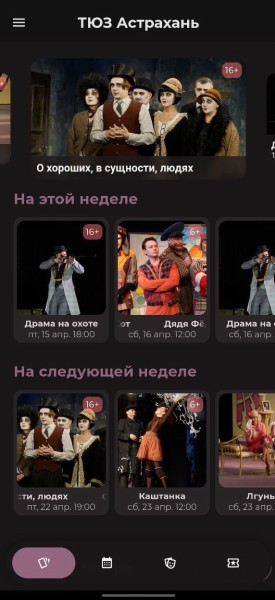 ТЮЗ Астрахань
16+
О хороших, в сущности, людях
На этой неделе
16+
6+
Драма на охоте
от Дядя Фё
Драма на
пт, 15 апр. 18:00
сб, 16 апр. 12:00
сб, 16 апр.
На следующей неделе
16+
6+
сти, людях
Каштанка
Лгунь
пт, 22 апр. 19:00
сб, 23 апр. 12:00
сб, 23 апр.